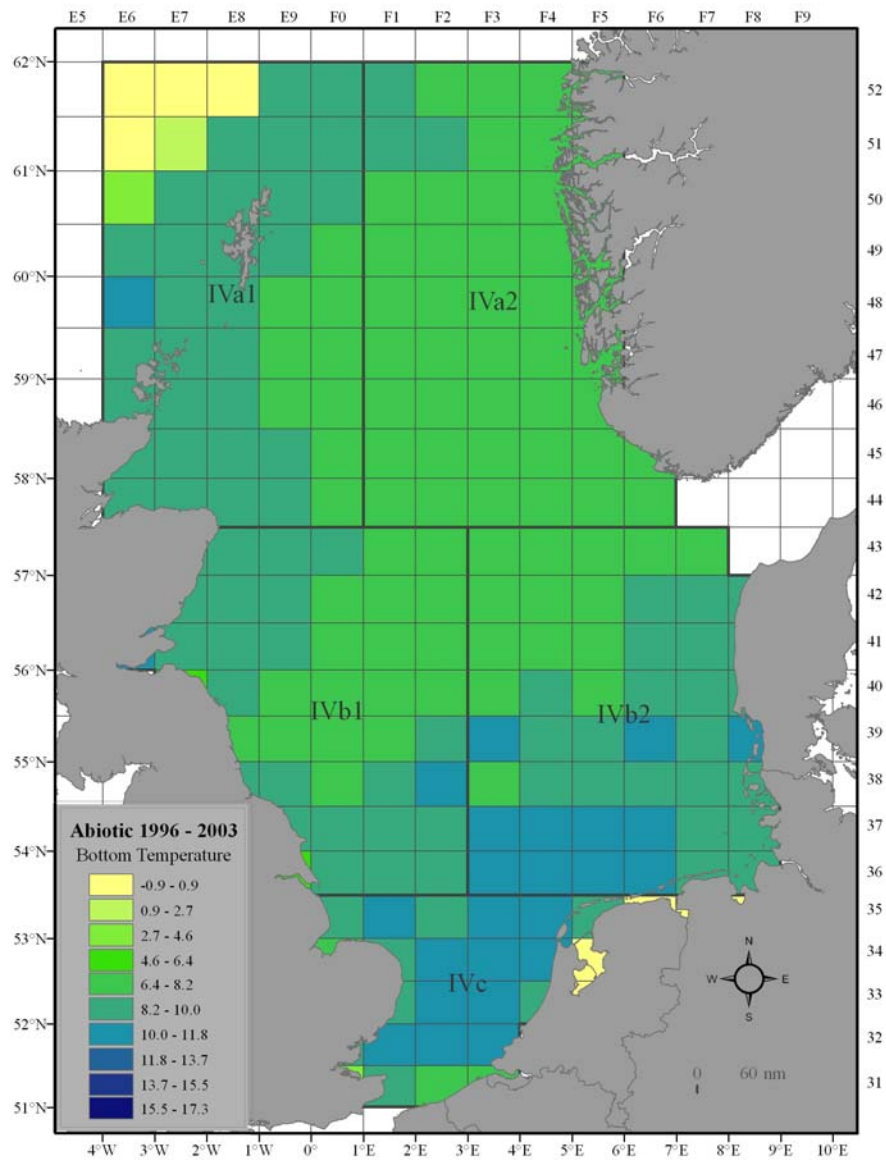 E5 E6 E7 E8 E9 F0 F1 F2 F3 F4 F5 F6 F7 F8 F9
62°N
52
51
61°N
50
49
60°N
IVa1
IVa2
48
47
59°N
46
45
58°N
44
43
57°N
42
41
56°N
40
IVb1
IVb2
39
55°N
38
37
54°N
36
35
53°N
34
IVc
33
52°N
32
31
51°N
Abiotic 1996 - 2003
Bottom Temperature
-0.9 - 0.9
0.9 - 2.7
2.7 - 4.6
4.6 - 6.4
6.4 - 8.2
8.2 - 10.0
10.0 - 11.8
11.8 - 13.7
13.7 - 15.5
15.5 - 17.3
N
W E
S
0 60 nm
4°W 3°W 2°W 1°W 0° 1°E 2°E 3°E 4°E 5°E 6°E 7°E 8°E 9°E 10°E